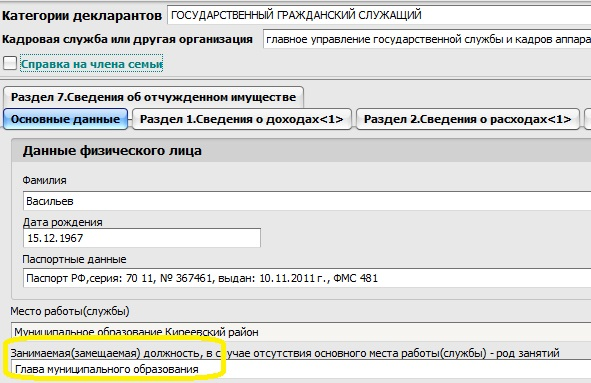 Категории декларантов ГОСУДАРСТВЕННЫЙ ГРАЖДАНСКИЙ СЛУЖАЩИЙ
Кадровая служба или другая организация главное управление государственной службы и кадров аппара
Справка на члена семьи
Раздел 7.Сведения об отчужденном имуществе
Основные данные Раздел 1.Сведения о доходах<1> Раздел 2.Сведения о расходах<1>
Данные физического лица
Фамилия
Васильев
Дата рождения
15.12.1967
Паспортные данные
Паспорт РФ,серия: 70 11, № 367461, выдан: 10.11.2011 г., ФМС 481
Место работы(службы)
Муниципальное образование Киреевский район
Занимаемая(замещаемая) должность, в случае отсутствия основного места работы(службы) - род занятий
Глава муниципального образования